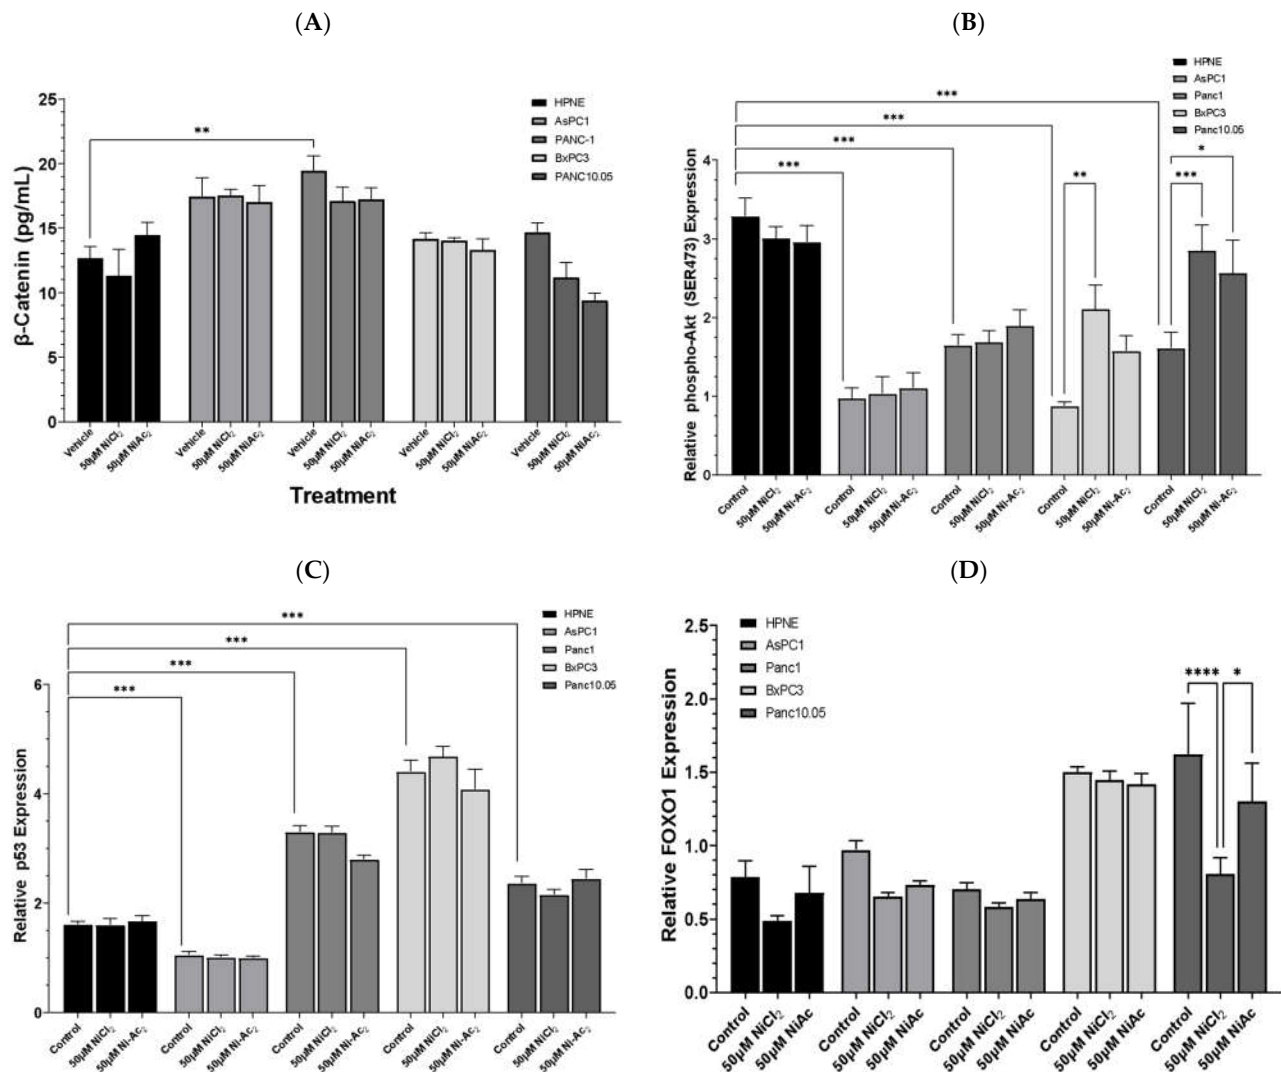 (A)
25
20
15
10
5
0
β-Catenin (pg/mL)
**
HPNE
AsPC1
PANC-1
BxPC3
PANC10.05
Vehicle
50µM NiCl₂
50µM NiAc₂
Vehicle
50µM NiCl₂
50µM NiAc₂
Vehicle
50µM NiCl₂
50µM NiAc₂
Vehicle
50µM NiCl₂
50µM NiAc₂
Vehicle
50µM NiCl₂
50µM NiAc₂
Treatment
(B)
HPNE
AsPC1
Panc1
BxPC3
Panc10.05
***
***
***
***
**
***
*
4
3
2
1
0
Relative phospho-Akt (SER473) Expression
Control
50µM NiCl₂
50µM Ni-Ac₂
Control
50µM NiCl₂
50µM Ni-Ac₂
Control
50µM NiCl₂
50µM Ni-Ac₂
Control
50µM NiCl₂
50µM Ni-Ac₂
Control
50µM NiCl₂
50µM Ni-Ac₂
(C)
HPNE
AsPC1
Panc1
BxPC3
Panc10.05
***
***
***
***
6
4
2
0
Relative p53 Expression
Control
50µM NiCl₂
50µM Ni-Ac₂
Control
50µM NiCl₂
50µM Ni-Ac₂
Control
50µM NiCl₂
50µM Ni-Ac₂
Control
50µM NiCl₂
50µM Ni-Ac₂
Control
50µM NiCl₂
50µM Ni-Ac₂
(D)
HPNE
AsPC1
Panc1
BxPC3
Panc10.05
****
*
2.5
2.0
1.5
1.0
0.5
0.0
Relative FOXO1 Expression
Control
50µM NiCl₂
50µM NiAc
Control
50µM NiCl₂
50µM NiAc
Control
50µM NiCl₂
50µM NiAc
Control
50µM NiCl₂
50µM NiAc
Control
50µM NiCl₂
50µM NiAc